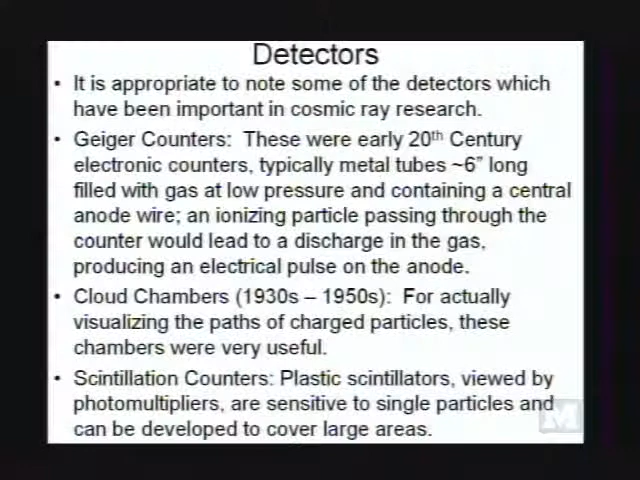 Detectors
• It is appropriate to note some of the detectors which
have been important in cosmic ray research.
• Geiger Counters: These were early 20th Century
electronic counters, typically metal tubes ~6” long
filled with gas at low pressure and containing a central
anode wire; an ionizing particle passing through the
counter would lead to a discharge in the gas,
producing an electrical pulse on the anode.
• Cloud Chambers (1930s – 1950s): For actually
visualizing the paths of charged particles, these
chambers were very useful.
• Scintillation Counters: Plastic scintillators, viewed by
photomultipliers, are sensitive to single particles and
can be developed to cover large areas.
M